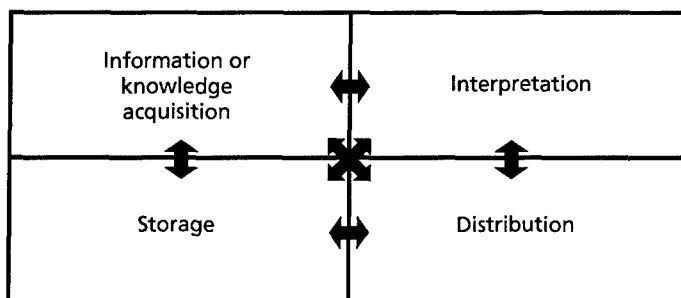 Information or
knowledge
acquisition
Interpretation
Storage
Distribution